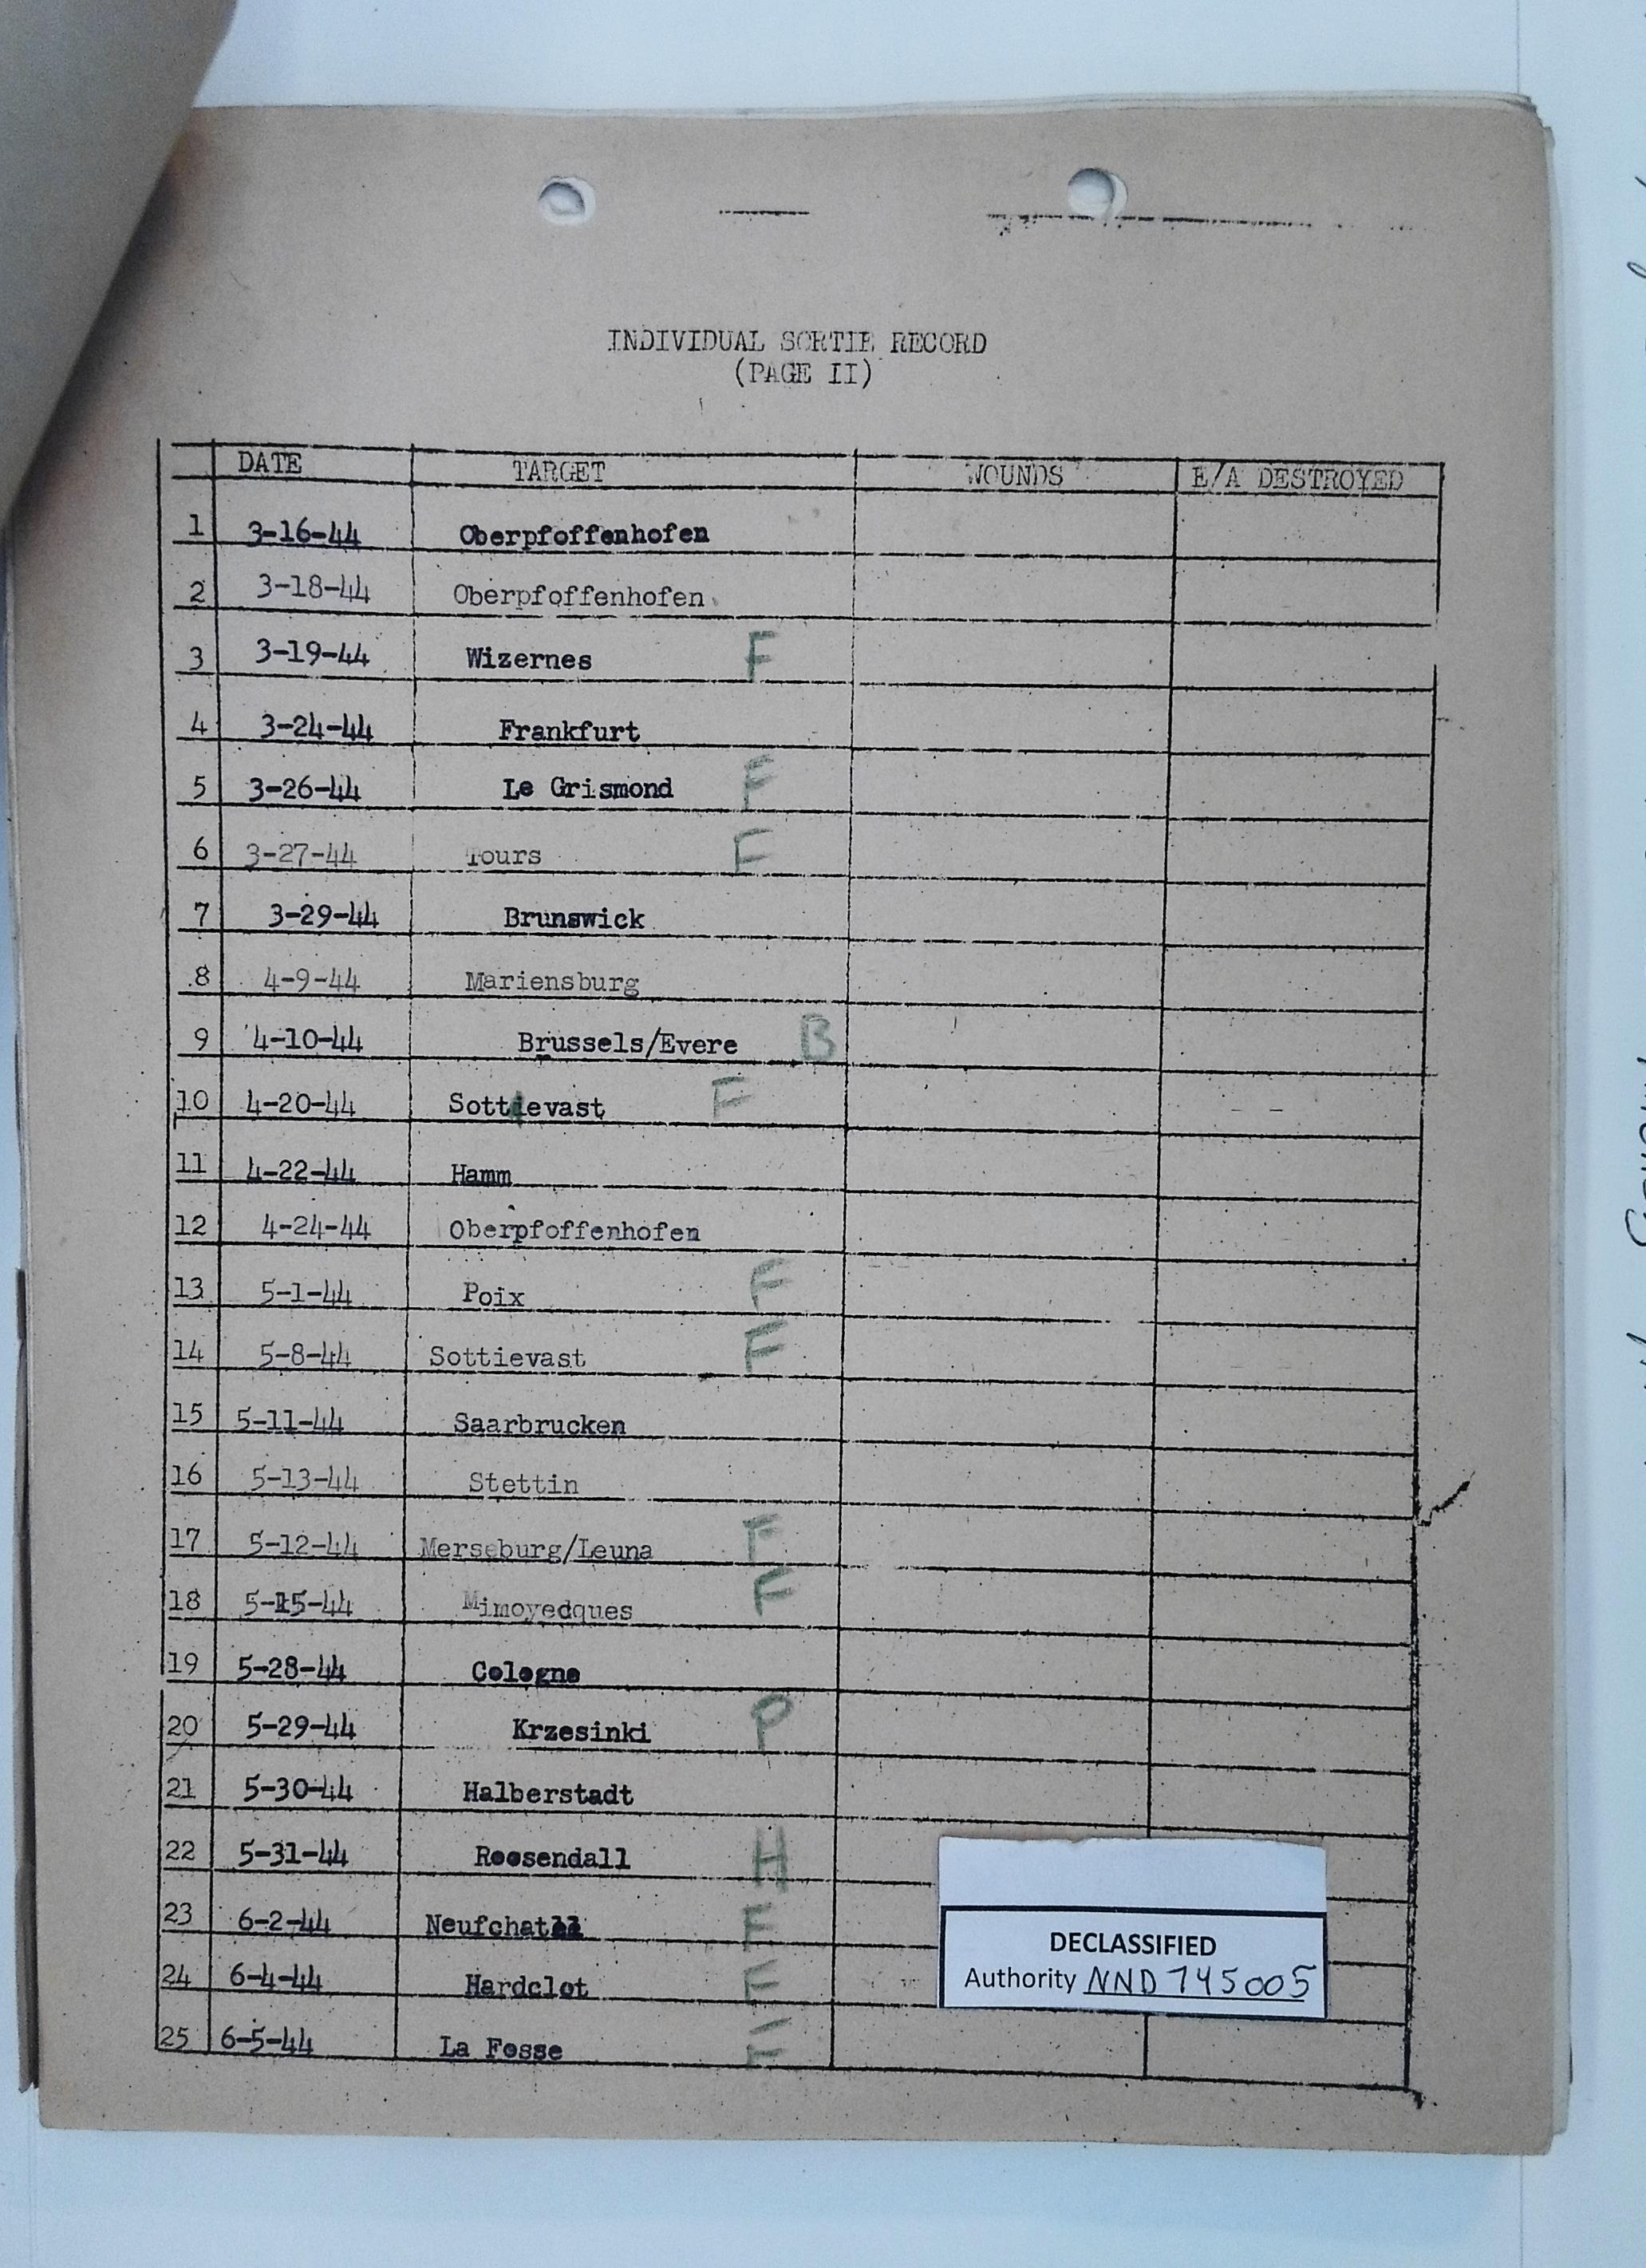 INDIVIDUAL SORTIE RECORD
(PAGE II)
DATE TARGET WOUNDS E/A DESTROYED
1 3-16-44 Oberpfoffenhofen
2 3-18-44 Oberpfoffenhofen
3 3-19-44 Wizernes F
4 3-24-44 Frankfurt
5 3-26-44 Le Grismond F
6 3-27-44 Tours F
7 3-29-44 Brunswick
8 4-9-44 Mariensburg
9 4-10-44 Brussels/Evere B
10 4-20-44 Sottievast F
11 4-22-44 Hamm
12 4-24-44 Oberpfoffenhofen
13 5-1-44 Poix F
14 5-8-44 Sottievast F
15 5-11-44 Saarbrucken
16 5-13-44 Stettin
17 5-12-44 Merseburg/Leuna F
18 5-15-44 Mimoyedques F
19 5-28-44 Cologne
20 5-29-44 Krzesinki P
21 5-30-44 Halberstadt
22 5-31-44 Roosendall H
23 6-2-44 F
24 6-4-44 Hardclot F
25 6-5-44 La Fosse F
DECLASSIFIED
Authority NND 745005